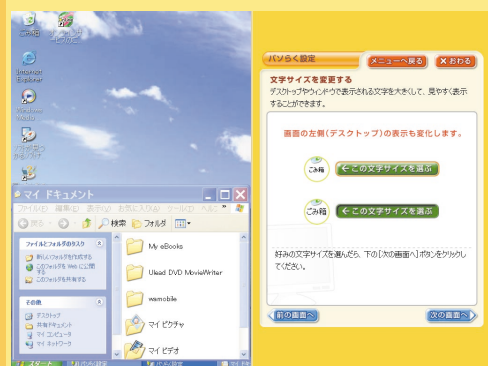 ごみ箱
Internet
Explorer
Windows
Media
マイ ドキュメント
ファイル(F) 編集(E) 表示(V) お気に入り(A) ツール(T) ヘルプ
戻る
検索
フォルダ
ファイルとフォルダのタスク
新しいフォルダを作成する
このフォルダを Web に公開
する
このフォルダを共有する
その他
デスクトップ
共有ドキュメント
マイ コンピュータ
マイ ネットワーク
My eBooks
Ulead DVD MovieWriter
wsmobile
マイ ピクチャ
マイ ビデオ
スタート
パソらく設定
メニューへ戻る
おわる
文字サイズを変更する
デスクトップやウィンドウで表示される文字を大きくして、見やすく表示
することができます。
画面の左側(デスクトップ)の表示も変化します。
ごみ箱
←この文字サイズを選ぶ
ごみ箱
←この文字サイズを選ぶ
好みの文字サイズを選んだら、下の[次の画面へ]ボタンをクリックし
てください。
前の画面へ
次の画面へ